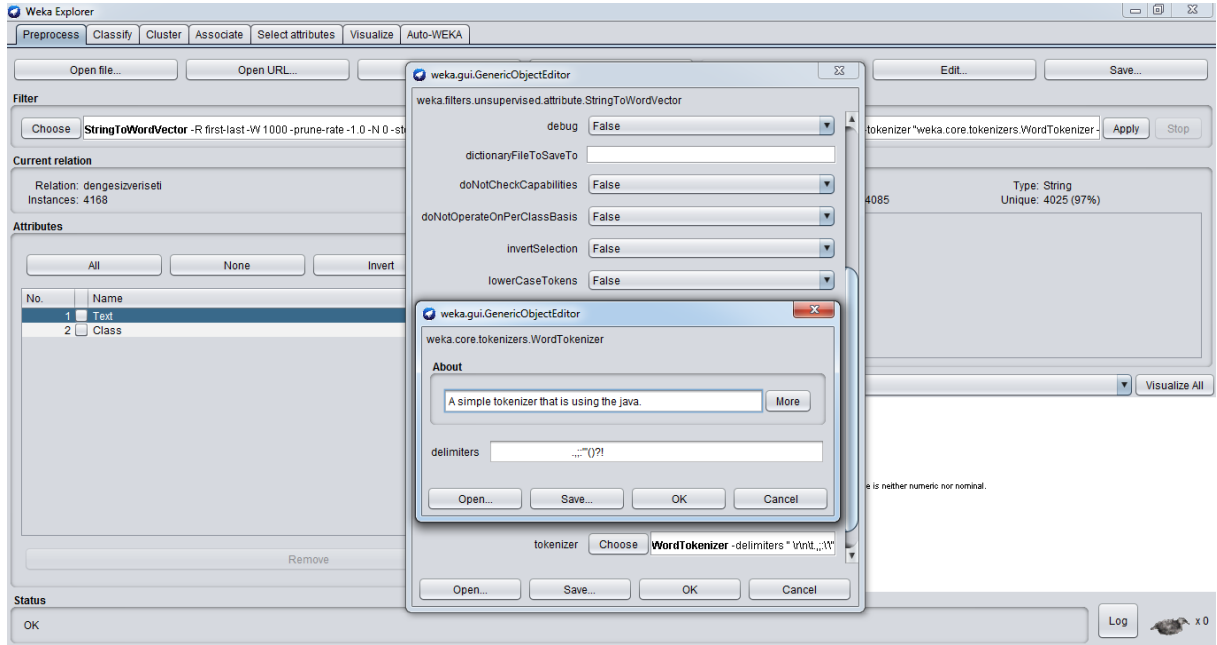 Weka Explorer
Preprocess Classify Cluster Associate Select attributes Visualize Auto-WEKA
Open file... Open URL... Edit... Save...
Filter
Choose StringToWordVector -R first-last -W 1000 -prune-rate -1.0 -N 0 -st
tokenizer "weka.core.tokenizers.WordTokenizer - Apply Stop
Current relation
Relation: dengesizveriseti
Instances: 4168
Type: String
4085 Unique: 4025 (97%)
Attributes
All None Invert
No. Name
1 Text
2 Class
Remove
Visualize All
e is neither numeric nor nominal.
Status
OK
Log x 0
weka.gui.GenericObjectEditor
weka.filters.unsupervised.attribute.StringToWordVector
debug False
dictionaryFileToSaveTo
doNotCheckCapabilities False
doNotOperateOnPerClassBasis False
invertSelection False
lowerCaseTokens False
weka.gui.GenericObjectEditor
weka.core.tokenizers.WordTokenizer
About
A simple tokenizer that is using the java. More
delimiters .,;:'"()?!
Open... Save... OK Cancel
tokenizer Choose WordTokenizer -delimiters " \r\n\t.,;:\'\"
Open... Save... OK Cancel